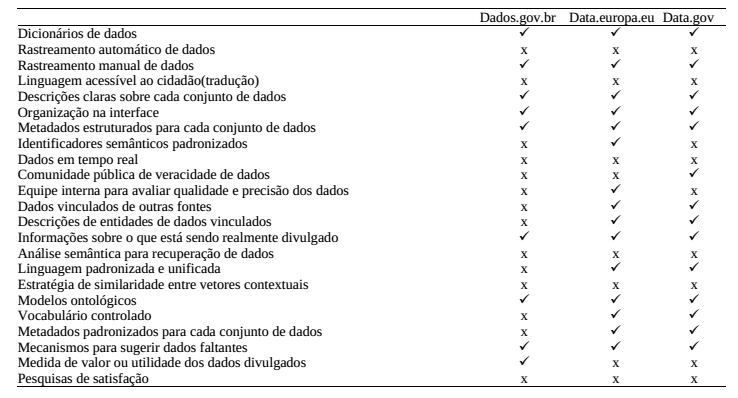 Dados.gov.br Data.europa.eu Data.gov
Dicionários de dados ✓ ✓ ✓
Rastreamento automático de dados x x x
Rastreamento manual de dados ✓ ✓ ✓
Linguagem acessível ao cidadão(tradução) x x x
Descrições claras sobre cada conjunto de dados ✓ ✓ ✓
Organização na interface ✓ ✓ ✓
Metadados estruturados para cada conjunto de dados ✓ ✓ ✓
Identificadores semânticos padronizados x ✓ x
Dados em tempo real x x x
Comunidade pública de veracidade de dados x x ✓
Equipe interna para avaliar qualidade e precisão dos dados x ✓ x
Dados vinculados de outras fontes x ✓ ✓
Descrições de entidades de dados vinculados x ✓ ✓
Informações sobre o que está sendo realmente divulgado ✓ ✓ ✓
Análise semântica para recuperação de dados x x x
Linguagem padronizada e unificada x ✓ ✓
Estratégia de similaridade entre vetores contextuais x x x
Modelos ontológicos ✓ ✓ ✓
Vocabulário controlado x ✓ ✓
Metadados padronizados para cada conjunto de dados x ✓ ✓
Mecanismos para sugerir dados faltantes ✓ ✓ ✓
Medida de valor ou utilidade dos dados divulgados ✓ x x
Pesquisas de satisfação x x x